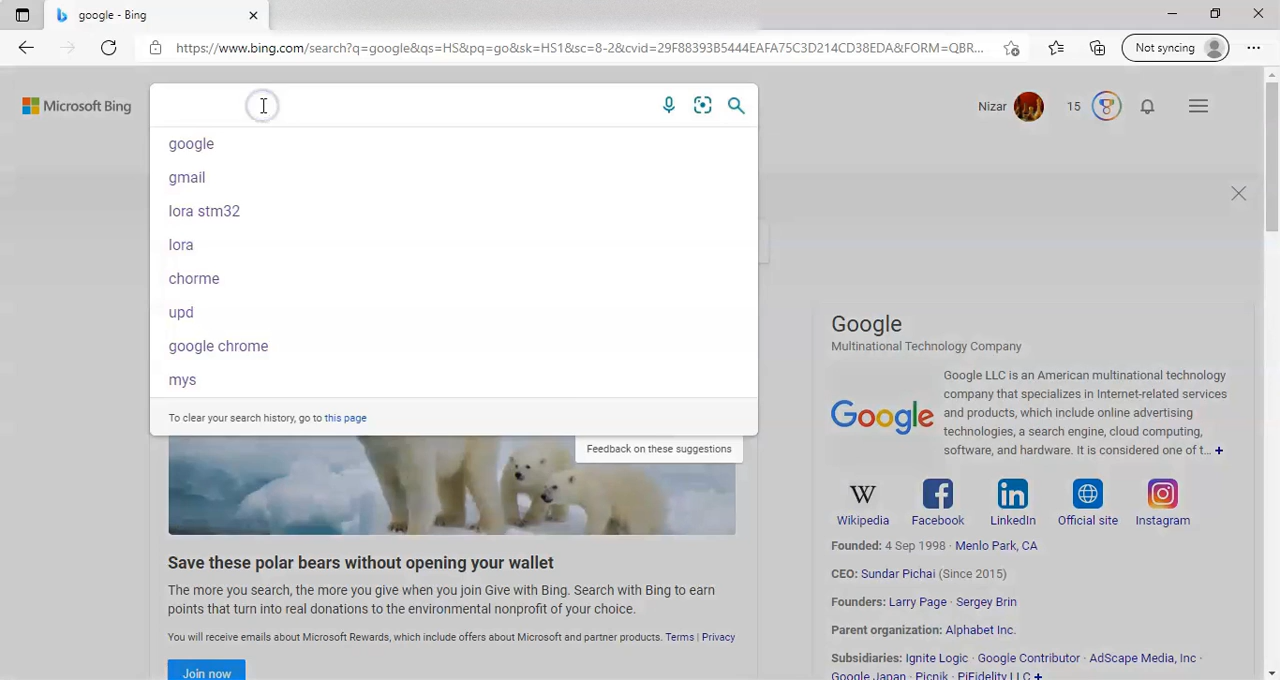 google - Bing
https://www.bing.com/search?q=google&qs=HS&pq=goo&sk=HS1&sc=8-2&cvid=29F88393B5444EAFA75C3D214CD38EDA&FORM=QBR...
Not syncing
Microsoft Bing
Nizar
15
google
gmail
lora stm32
lora
chorme
upd
google chrome
mys
To clear your search history, go to this page
Feedback on these suggestions
Save these polar bears without opening your wallet
The more you search, the more you give when you join Give with Bing. Search with Bing to earn
points that turn into real donations to the environmental nonprofit of your choice.
You will receive emails about Microsoft Rewards, which include offers about Microsoft and partner products. Terms | Privacy
Join now
Google
Multinational Technology Company
Google
Google LLC is an American multinational technology
company that specializes in Internet-related services
and products, which include online advertising
technologies, a search engine, cloud computing,
software, and hardware. It is considered one of t... +
W
Wikipedia
Facebook
LinkedIn
Official site
Instagram
Founded: 4 Sep 1998 · Menlo Park, CA
CEO: Sundar Pichai (Since 2015)
Founders: Larry Page · Sergey Brin
Parent organization: Alphabet Inc.
Subsidiaries: Ignite Logic · Google Contributor · AdScape Media, Inc ·
Google Japan · Picnik · PiFidelity LLC +